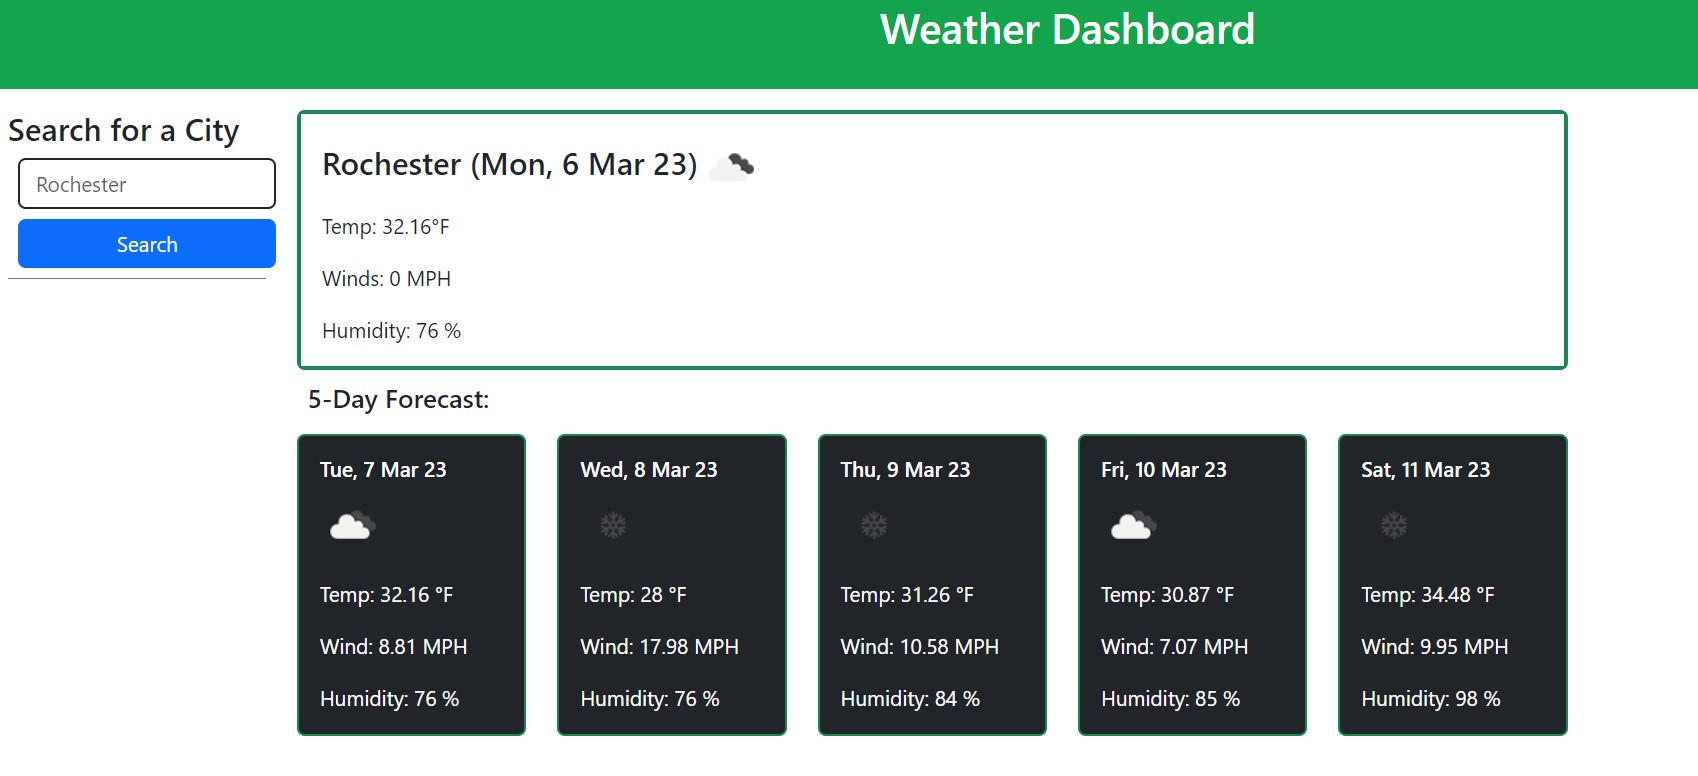 Weather Dashboard
Search for a City
Rochester
Search
Rochester (Mon, 6 Mar 23)
Temp: 32.16°F
Winds: 0 MPH
Humidity: 76 %
5-Day Forecast:
Tue, 7 Mar 23
Temp: 32.16 °F
Wind: 8.81 MPH
Humidity: 76 %
Wed, 8 Mar 23
Temp: 28 °F
Wind: 17.98 MPH
Humidity: 76 %
Thu, 9 Mar 23
Temp: 31.26 °F
Wind: 10.58 MPH
Humidity: 84 %
Fri, 10 Mar 23
Temp: 30.87 °F
Wind: 7.07 MPH
Humidity: 85 %
Sat, 11 Mar 23
Temp: 34.48 °F
Wind: 9.95 MPH
Humidity: 98 %